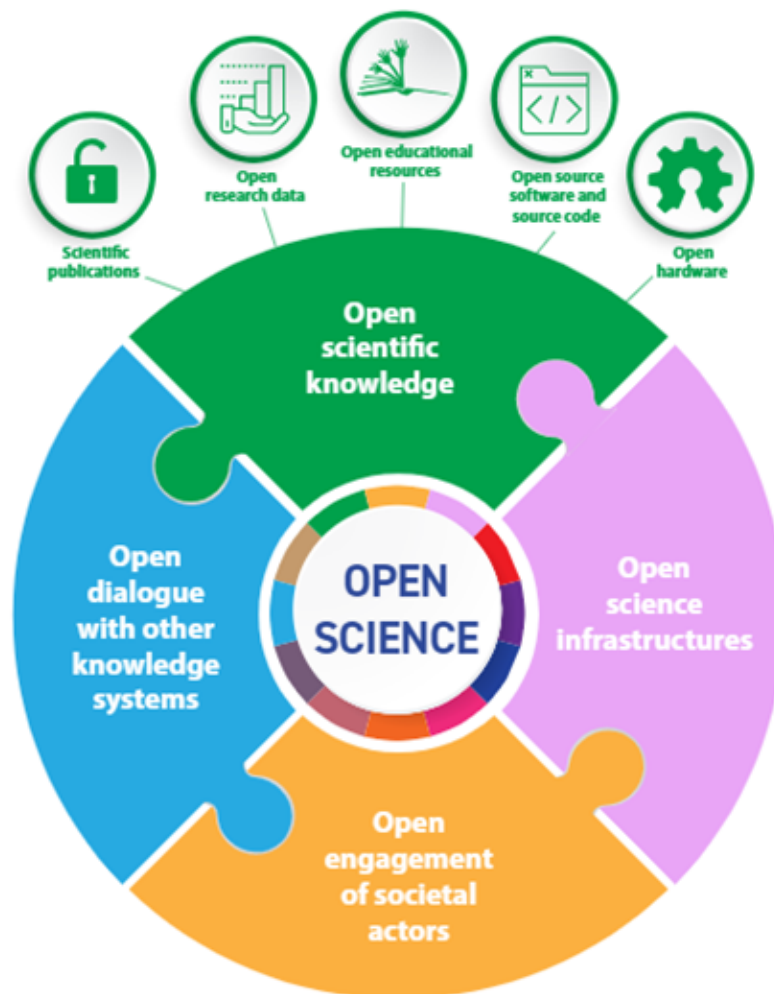 Scientific
publications
Open
research data
Open educational
resources
Open source
software and
source code
Open
hardware
</>
Open
scientific
knowledge
Open
dialogue
with other
knowledge
systems
OPEN
SCIENCE
Open
science
infrastructures
Open
engagement
of societal
actors